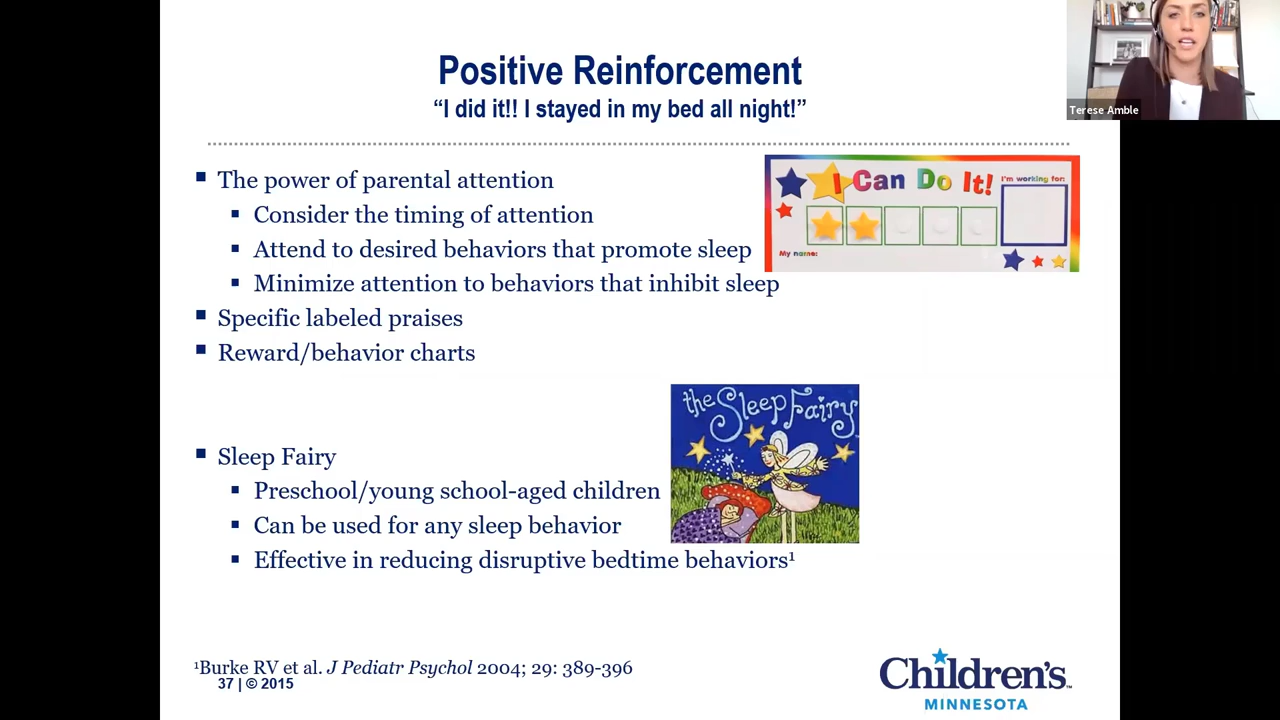 Positive Reinforcement
“I did it!! I stayed in my bed all night!”
Terese Amble
▪ The power of parental attention
▪ Consider the timing of attention
▪ Attend to desired behaviors that promote sleep
▪ Minimize attention to behaviors that inhibit sleep
▪ Specific labeled praises
▪ Reward/behavior charts
I Can Do It!
I'm working for:
My name:
the Sleep Fairy
▪ Sleep Fairy
▪ Preschool/young school-aged children
▪ Can be used for any sleep behavior
▪ Effective in reducing disruptive bedtime behaviors¹
¹Burke RV et al. J Pediatr Psychol 2004; 29: 389-396
37 | © 2015
Children's™
MINNESOTA